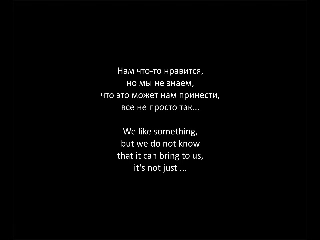 Нам что-то нравится,
но мы не знаем,
что это может нам принести,
все не просто так...
We like something,
but we do not know
that it can bring to us,
it's not just ...